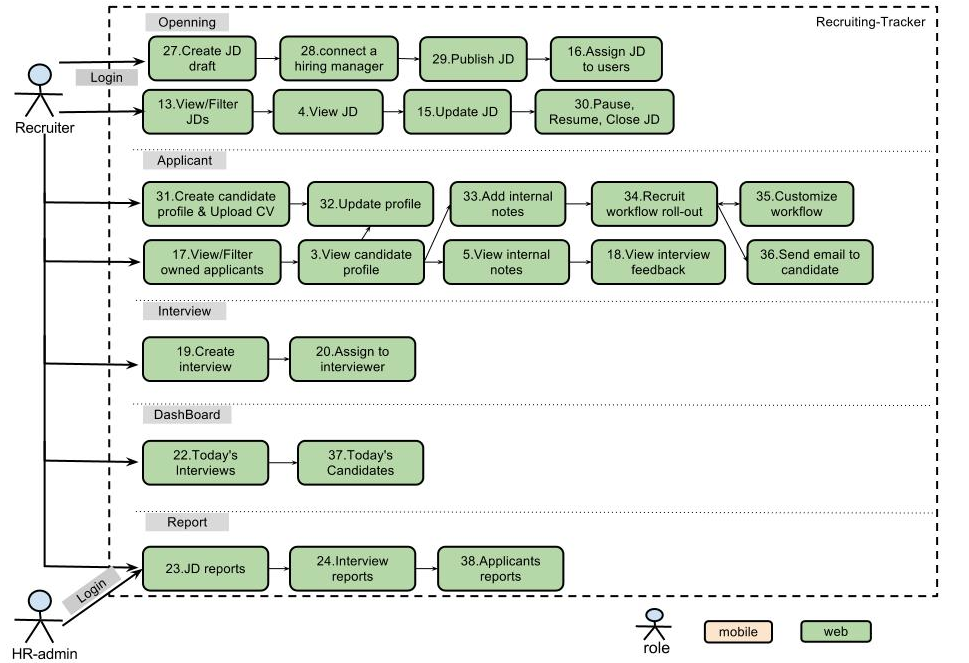 Openning
Recruiting-Tracker
27.Create JD
draft
28.connect a
hiring manager
29.Publish JD
16.Assign JD
to users
Login
13.View/Filter
JDs
4.View JD
15.Update JD
30.Pause,
Resume, Close JD
Recruiter
Applicant
31.Create candidate
profile & Upload CV
32.Update profile
33.Add internal
notes
34.Recruit
workflow roll-out
35.Customize
workflow
17.View/Filter
owned applicants
3.View candidate
profile
5.View internal
notes
18.View interview
feedback
36.Send email to
candidate
Interview
19.Create
interview
20.Assign to
interviewer
DashBoard
22.Today's
Interviews
37.Today's
Candidates
Report
23.JD reports
24.Interview
reports
38.Applicants
reports
Login
HR-admin
role
mobile
web